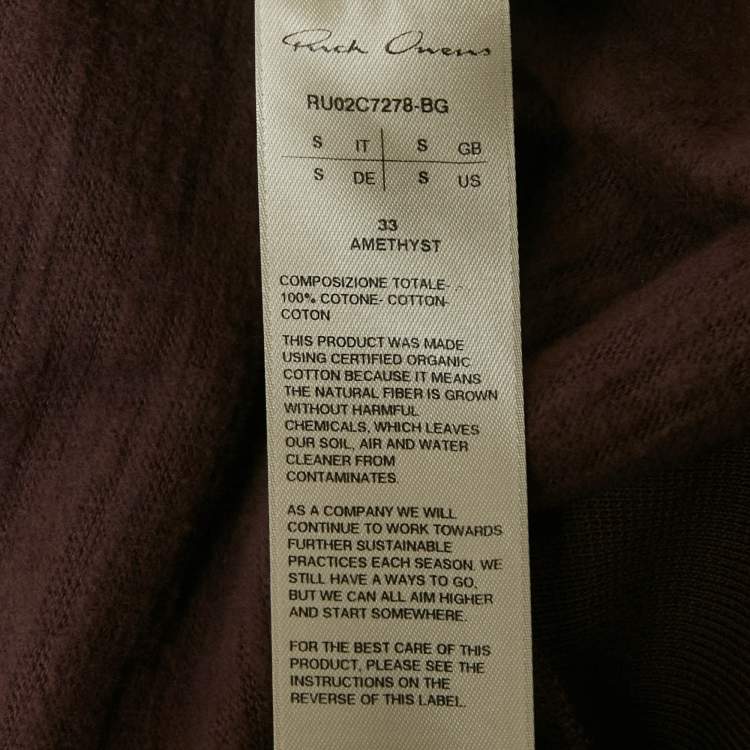 Rick Owens
RU02C7278-BG
S IT S GB
S DE S US
33
AMETHYST
COMPOSIZIONE TOTALE-
100% COTONE- COTTON-
COTON
THIS PRODUCT WAS MADE
USING CERTIFIED ORGANIC
COTTON BECAUSE IT MEANS
THE NATURAL FIBER IS GROWN
WITHOUT HARMFUL
CHEMICALS, WHICH LEAVES
OUR SOIL, AIR AND WATER
CLEANER FROM
CONTAMINATES.
AS A COMPANY WE WILL
CONTINUE TO WORK TOWARDS
FURTHER SUSTAINABLE
PRACTICES EACH SEASON. WE
STILL HAVE A WAYS TO GO,
BUT WE CAN ALL AIM HIGHER
AND START SOMEWHERE.
FOR THE BEST CARE OF THIS
PRODUCT, PLEASE SEE THE
INSTRUCTIONS ON THE
REVERSE OF THIS LABEL.